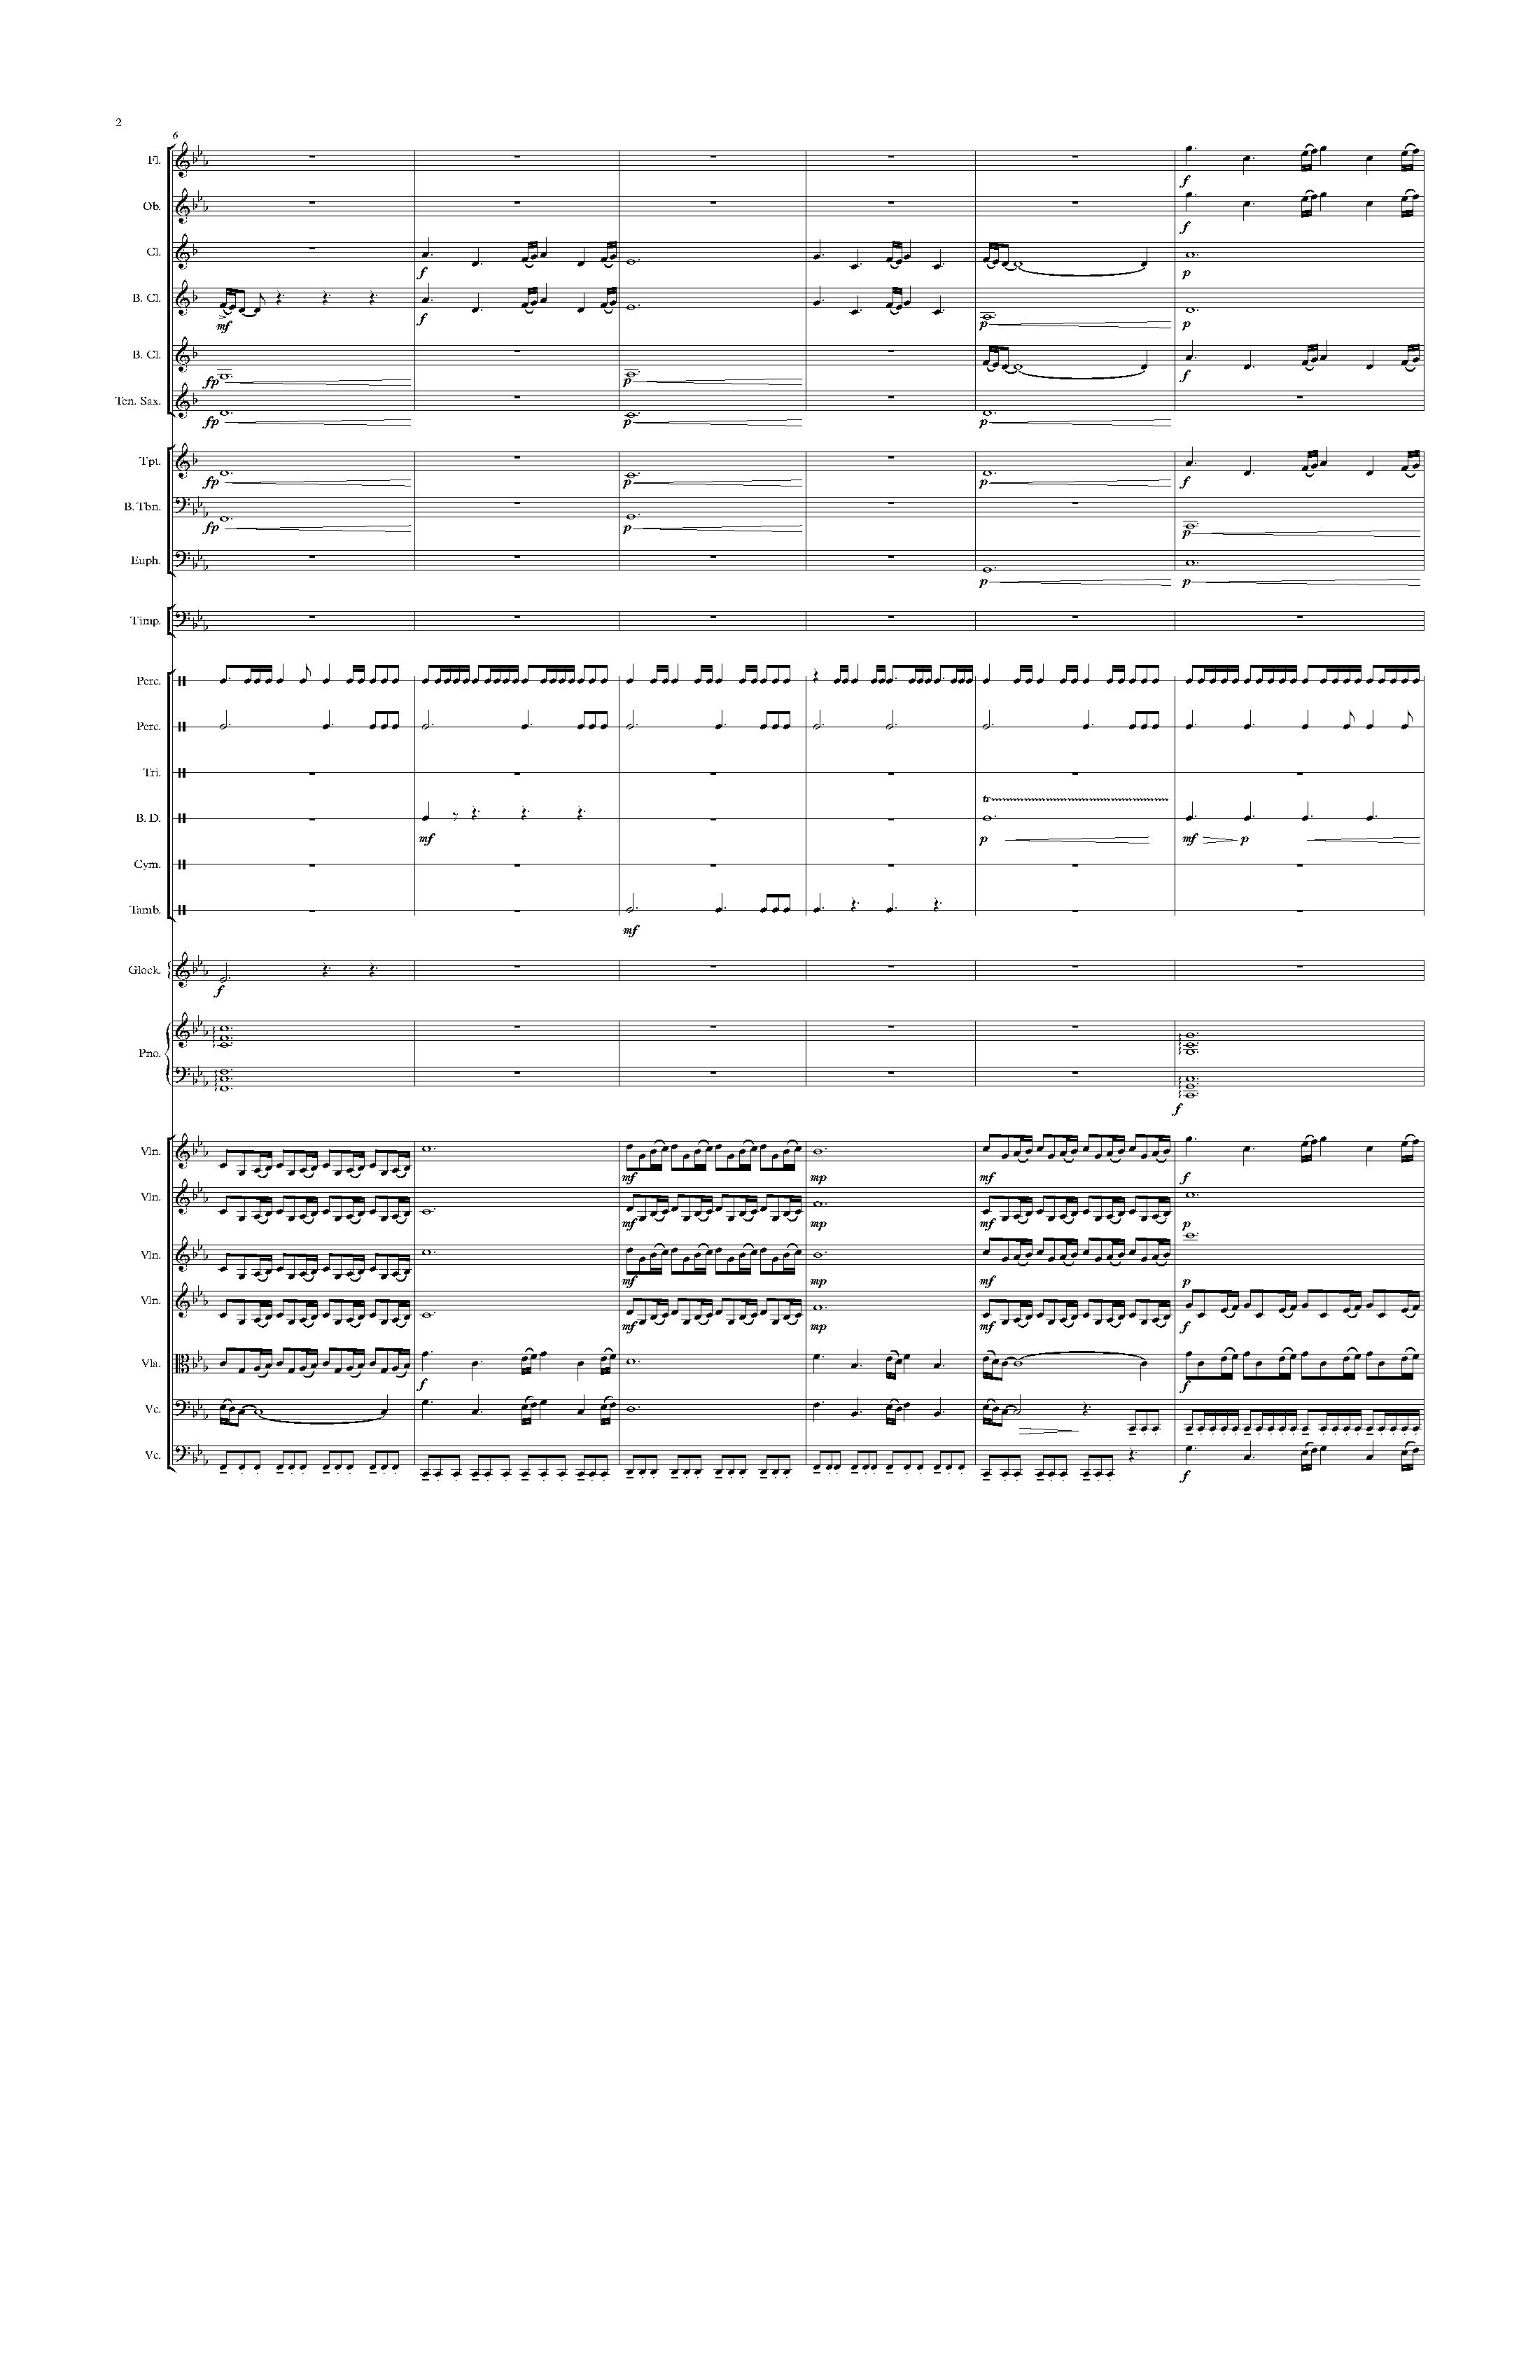 2
6
Fl.
f
Ob.
f
Cl.
f
p
B. Cl.
mf
f
p
p
B. Cl.
fp
p
f
Ten. Sax.
fp
p
p
Tpt.
fp
p
p
f
B. Tbn.
fp
p
p
Euph.
p
p
Timp.
Perc.
Perc.
Tri.
tr
B. D.
mf
p
mf
p
Cym.
Tamb.
mf
Glock.
f
Pno.
f
Vln.
mf
mp
mf
f
Vln.
mf
mp
mf
p
Vln.
mf
mp
mf
p
Vln.
mf
mp
mf
f
Vla.
f
f
Vc.
Vc.
f